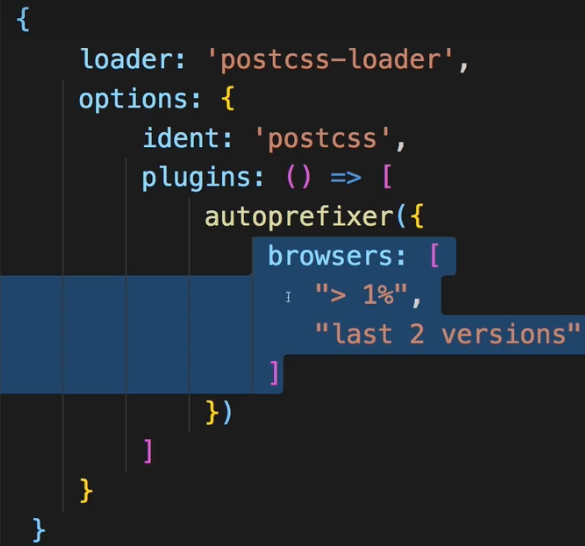 {
loader: 'postcss-loader',
options: {
ident: 'postcss',
plugins: () => [
autoprefixer({
browsers: [
"> 1%",
"last 2 versions"
]
})
]
}
}